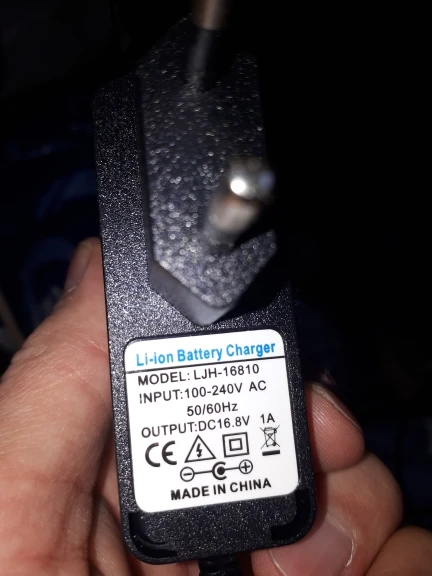 Li-ion Battery Charger
MODEL: LJH-16810
INPUT:100-240V AC
50/60Hz
OUTPUT:DC16.8V 1A
CE
MADE IN CHINA